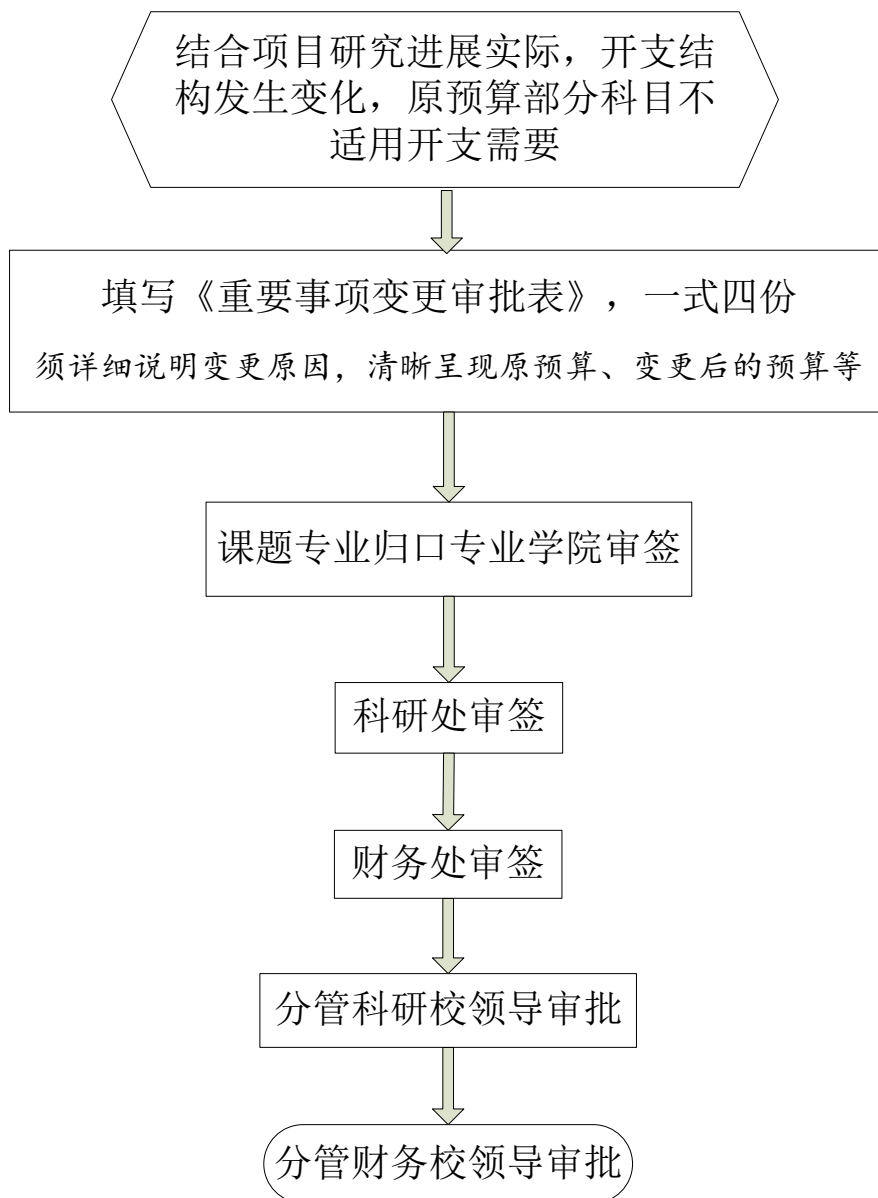 结合项目研究进展实际，开支结
构发生变化，原预算部分科目不
适用开支需要
填写《重要事项变更审批表》，一式四份
须详细说明变更原因，清晰呈现原预算、变更后的预算等
课题专业归口专业学院审签
科研处审签
财务处审签
分管科研校领导审批
分管财务校领导审批